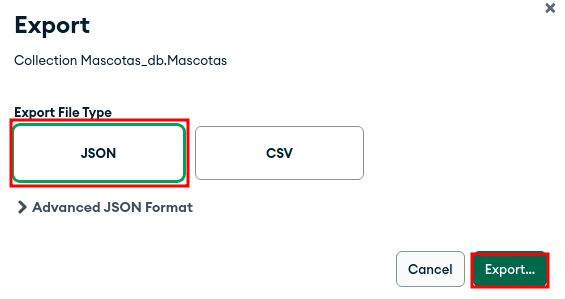 Export
Collection Mascotas_db.Mascotas
Export File Type
JSON
CSV
Advanced JSON Format
Cancel
Export...